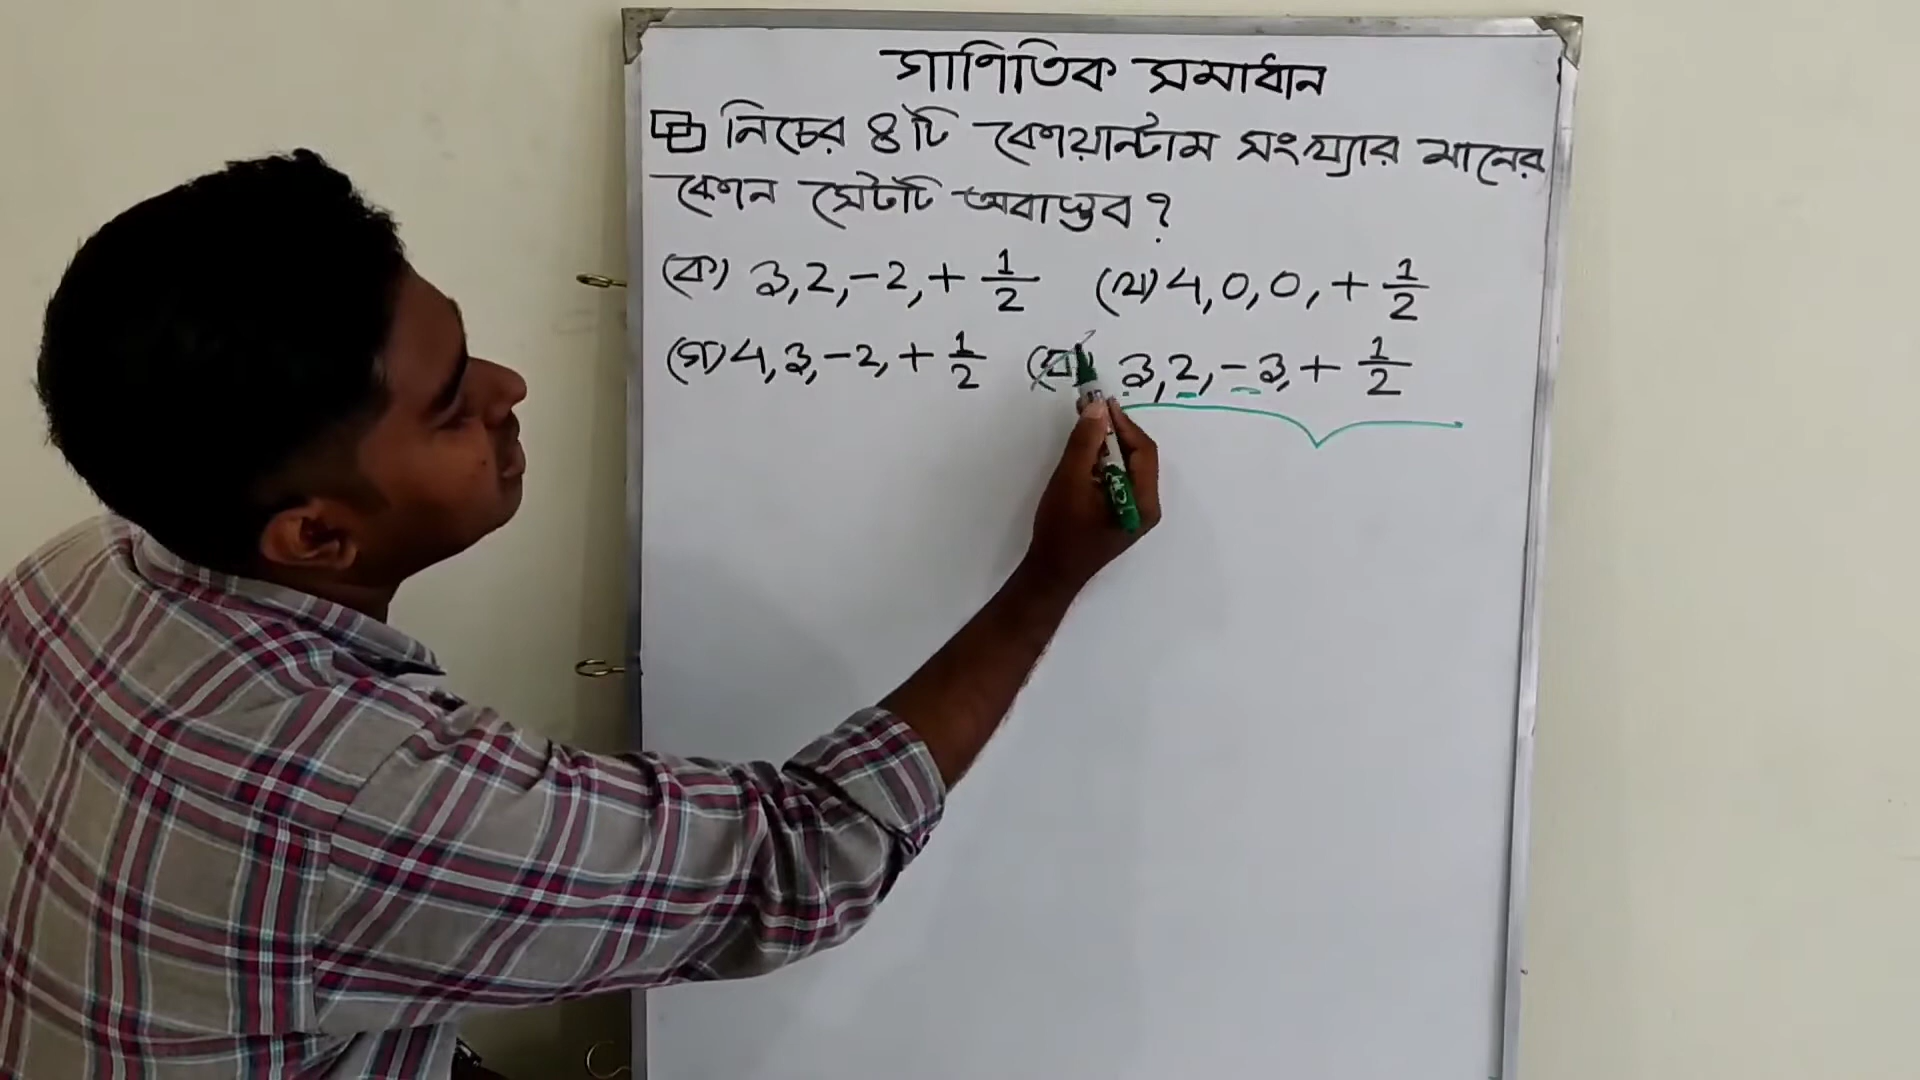 গাণিতিক সমাধান
নিচের ৪টি কোয়ান্টাম সংখ্যার মানের
কোন সেটটি অবাস্তব ?
(ক) 3, 2, -2, + 1/2 (খ) 4, 0, 0, + 1/2
(গ) 4, 3, -2, + 1/2 (ঘ) 3, 2, -3, + 1/2